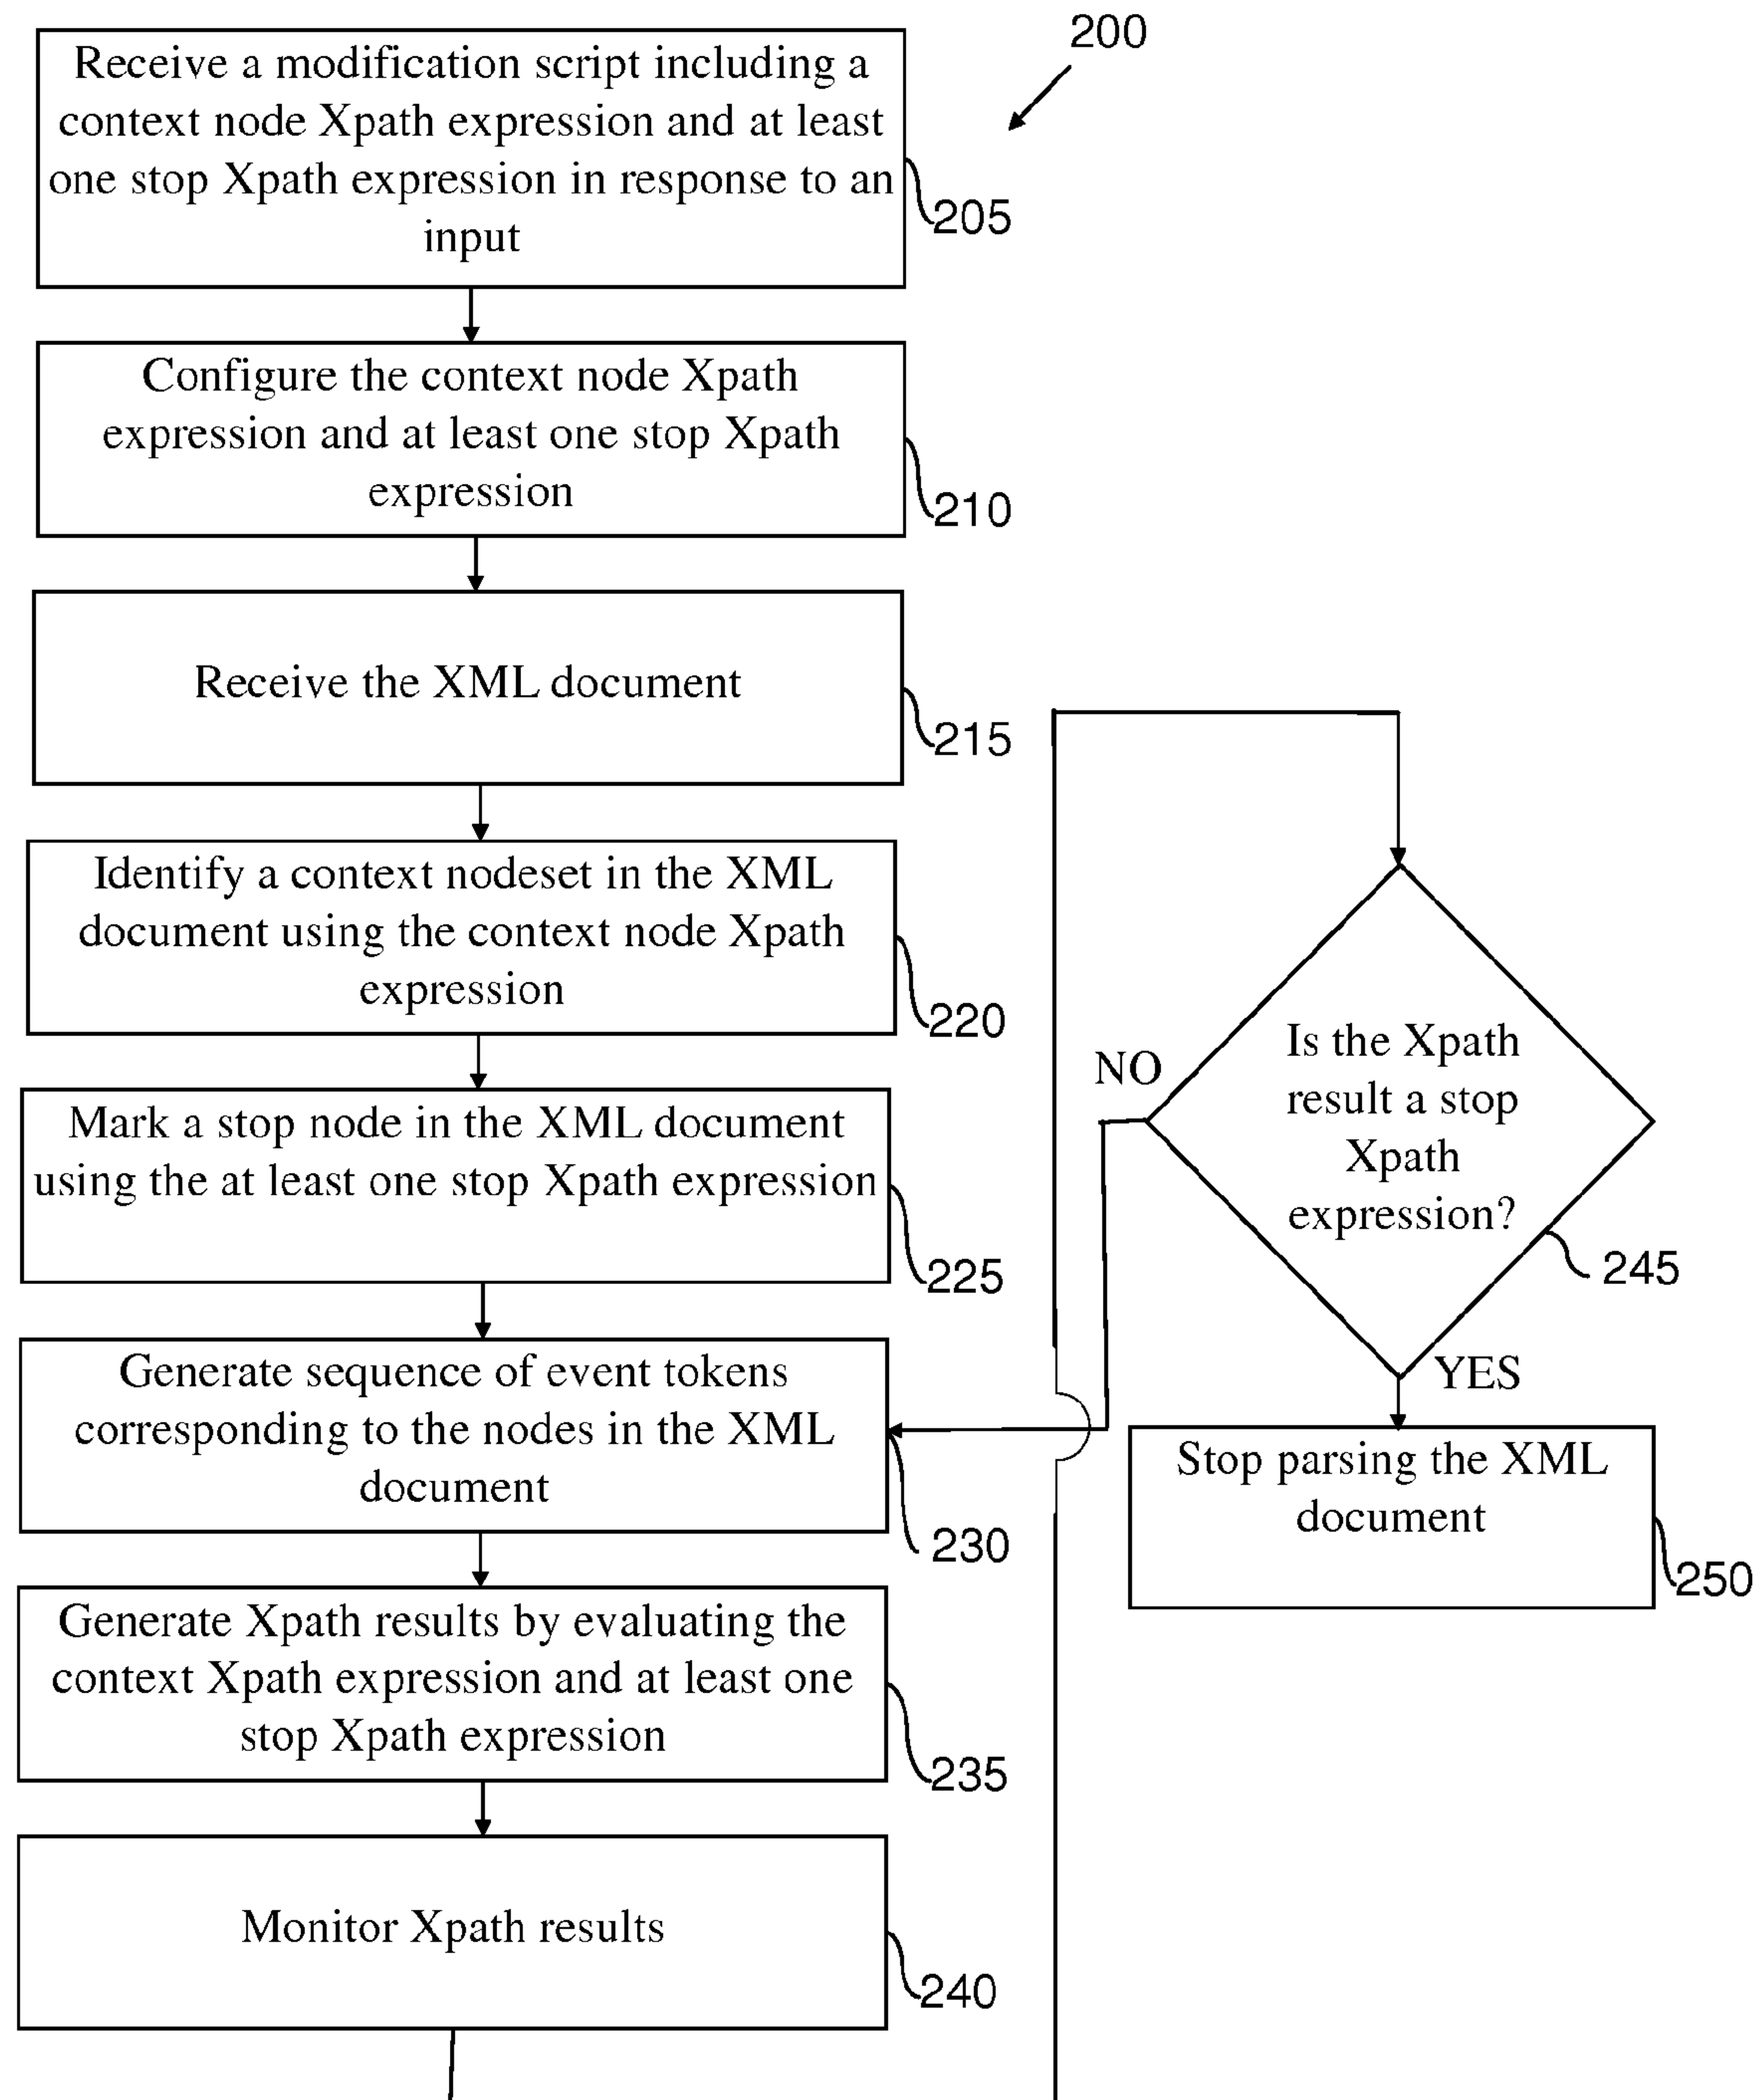 200
Receive a modification script including a
context node Xpath expression and at least
one stop Xpath expression in response to an
input
205
Configure the context node Xpath
expression and at least one stop Xpath
expression
210
Receive the XML document
215
Identify a context nodeset in the XML
document using the context node Xpath
expression
220
Mark a stop node in the XML document
using the at least one stop Xpath expression
225
Generate sequence of event tokens
corresponding to the nodes in the XML
document
230
Generate Xpath results by evaluating the
context Xpath expression and at least one
stop Xpath expression
235
Monitor Xpath results
240
Is the Xpath
result a stop
Xpath
expression?
245
NO
YES
Stop parsing the XML
document
250